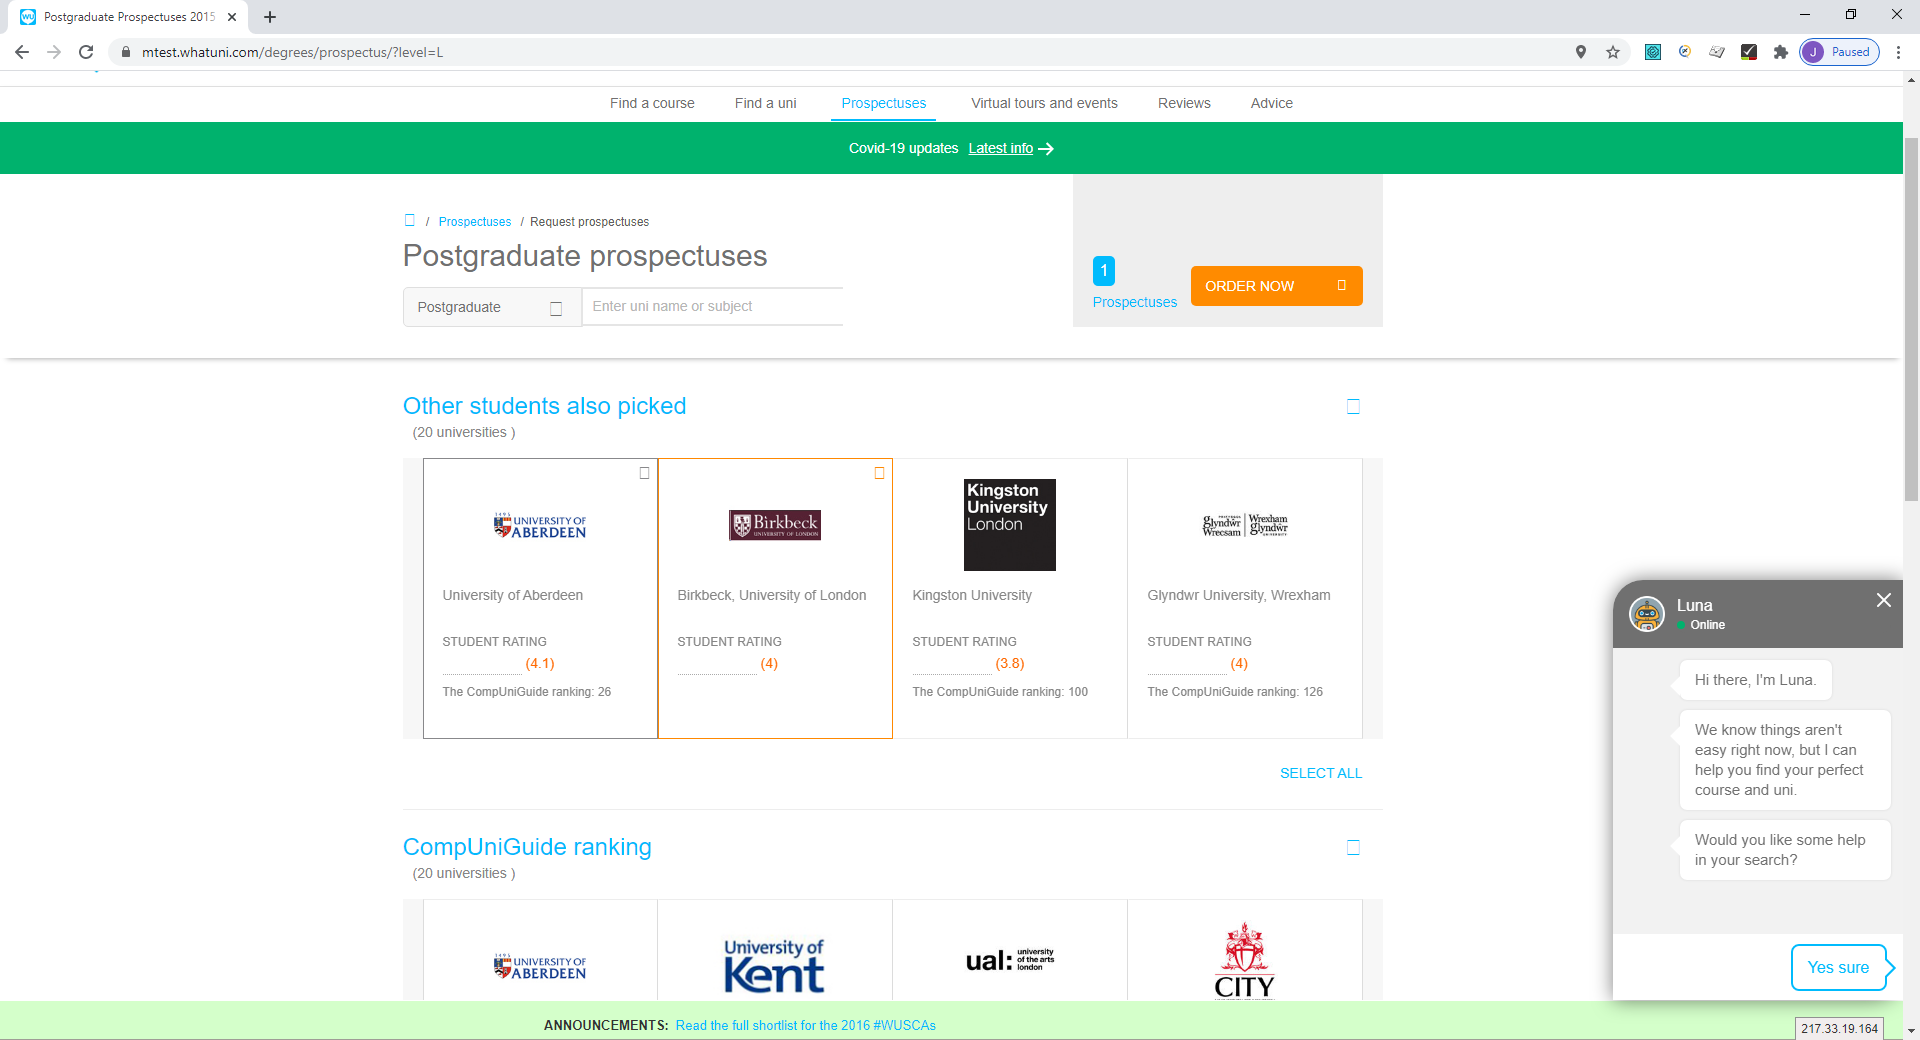 Postgraduate Prospectuses 2015
mtest.whatuni.com/degrees/prospectus/?level=L
J Paused
Find a course
Find a uni
Prospectuses
Virtual tours and events
Reviews
Advice
Covid-19 updates Latest info
/ Prospectuses / Request prospectuses
Postgraduate prospectuses
Postgraduate
Enter uni name or subject
1
Prospectuses
ORDER NOW
Other students also picked
(20 universities )
1495
UNIVERSITY OF
ABERDEEN
Birkbeck
UNIVERSITY OF LONDON
Kingston
University
London
glyndŵr
Wrecsam
Wrexham
glyndŵr
UNIVERSITY
University of Aberdeen
Birkbeck, University of London
Kingston University
Glyndwr University, Wrexham
STUDENT RATING
STUDENT RATING
STUDENT RATING
STUDENT RATING
(4.1)
(4)
(3.8)
(4)
The CompUniGuide ranking: 26
The CompUniGuide ranking: 100
The CompUniGuide ranking: 126
SELECT ALL
CompUniGuide ranking
(20 universities )
1495
UNIVERSITY OF
ABERDEEN
University of
Kent
ual: university
of the arts
london
CITY
Luna
Online
Hi there, I'm Luna.
We know things aren't
easy right now, but I can
help you find your perfect
course and uni.
Would you like some help
in your search?
Yes sure
ANNOUNCEMENTS: Read the full shortlist for the 2016 #WUSCAs
217.33.19.164